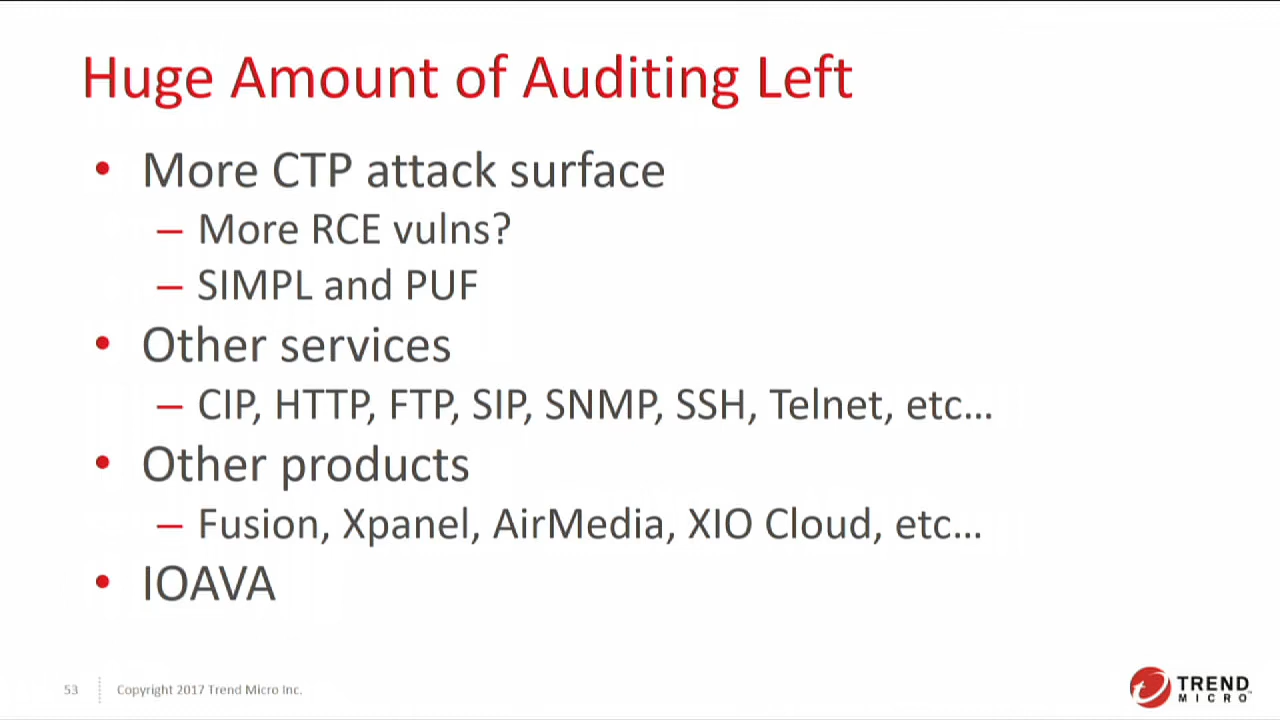 Huge Amount of Auditing Left
• More CTP attack surface
– More RCE vulns?
– SIMPL and PUF
• Other services
– CIP, HTTP, FTP, SIP, SNMP, SSH, Telnet, etc…
• Other products
– Fusion, Xpanel, AirMedia, XIO Cloud, etc…
• IOAVA
53
Copyright 2017 Trend Micro Inc.
TREND
MICRO